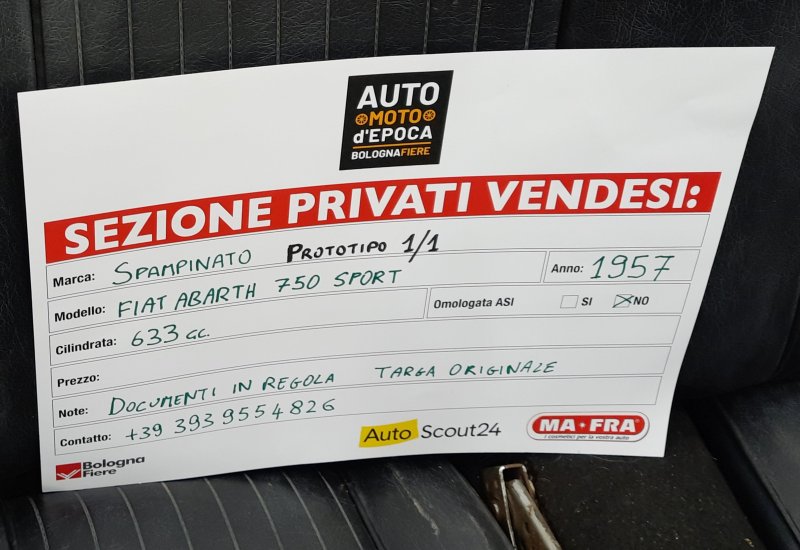 AUTO
MOTO
d'EPOCA
BOLOGNAFIERE
SEZIONE PRIVATI VENDESI:
Marca: SPAMPINATO PROTOTIPO 1/1
Modello: FIAT ABARTH 750 SPORT Anno: 1957
Cilindrata: 633 cc. Omologata ASI SI NO
Prezzo:
Note: DOCUMENTI IN REGOLA TARGA ORIGINALE
Contatto: +39 393 9554826
Bologna
Fiere
AutoScout24
MA-FRA
i cosmetici per la vostra auto